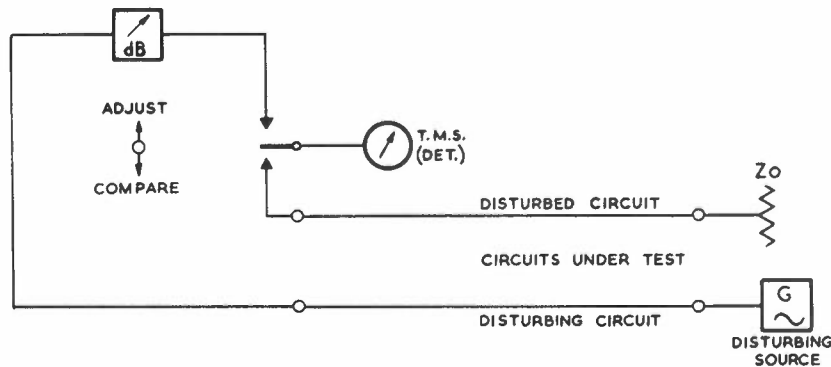 dB
ADJUST
COMPARE
T.M.S.
(DET.)
Zo
DISTURBED CIRCUIT
CIRCUITS UNDER TEST
G
DISTURBING CIRCUIT
DISTURBING
SOURCE